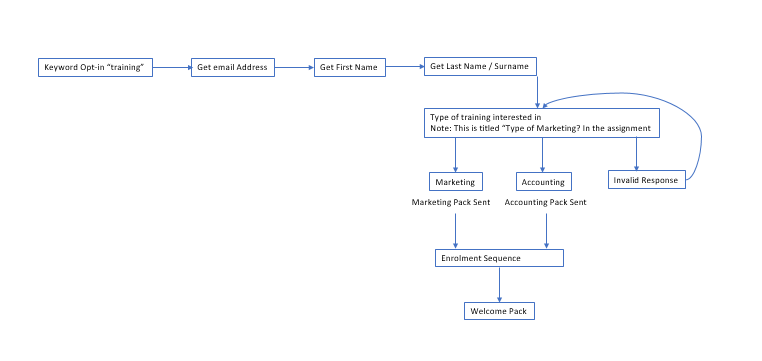 Keyword Opt-in “training”
Get email Address
Get First Name
Get Last Name / Surname
Type of training interested in
Note: This is titled “Type of Marketing? In the assignment
Marketing
Accounting
Invalid Response
Marketing Pack Sent
Accounting Pack Sent
Enrolment Sequence
Welcome Pack